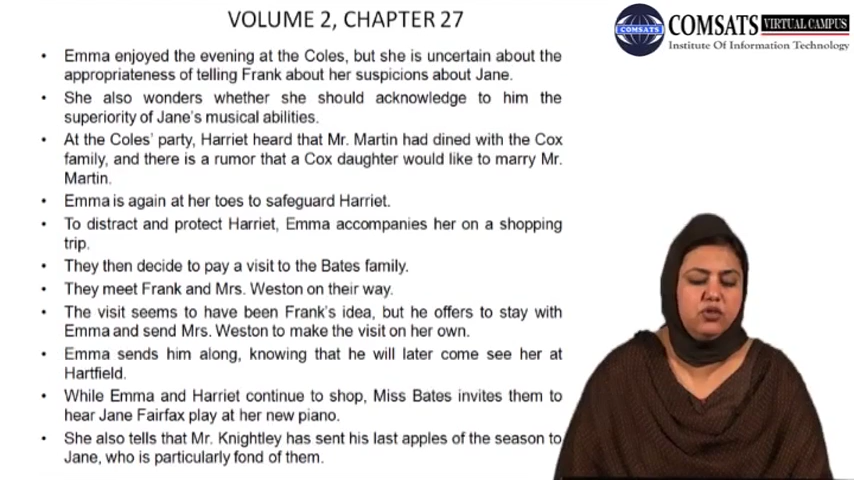 VOLUME 2, CHAPTER 27
COMSATS VIRTUAL CAMPUS
Institute Of Information Technology
COMSATS
• Emma enjoyed the evening at the Coles, but she is uncertain about the
appropriateness of telling Frank about her suspicions about Jane.
• She also wonders whether she should acknowledge to him the
superiority of Jane's musical abilities.
• At the Coles' party, Harriet heard that Mr. Martin had dined with the Cox
family, and there is a rumor that a Cox daughter would like to marry Mr.
Martin.
• Emma is again at her toes to safeguard Harriet.
• To distract and protect Harriet, Emma accompanies her on a shopping
trip.
• They then decide to pay a visit to the Bates family.
• They meet Frank and Mrs. Weston on their way.
• The visit seems to have been Frank's idea, but he offers to stay with
Emma and send Mrs. Weston to make the visit on her own.
• Emma sends him along, knowing that he will later come see her at
Hartfield.
• While Emma and Harriet continue to shop, Miss Bates invites them to
hear Jane Fairfax play at her new piano.
• She also tells that Mr. Knightley has sent his last apples of the season to
Jane, who is particularly fond of them.